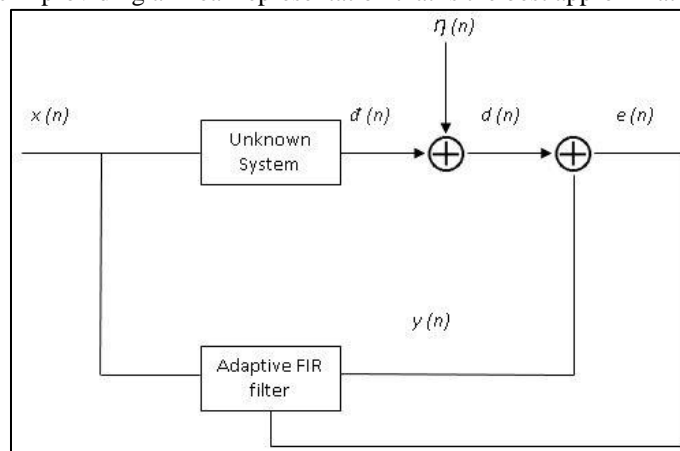 η (n)
x (n)
d' (n)
d (n)
e (n)
Unknown
System
y (n)
Adaptive FIR
filter